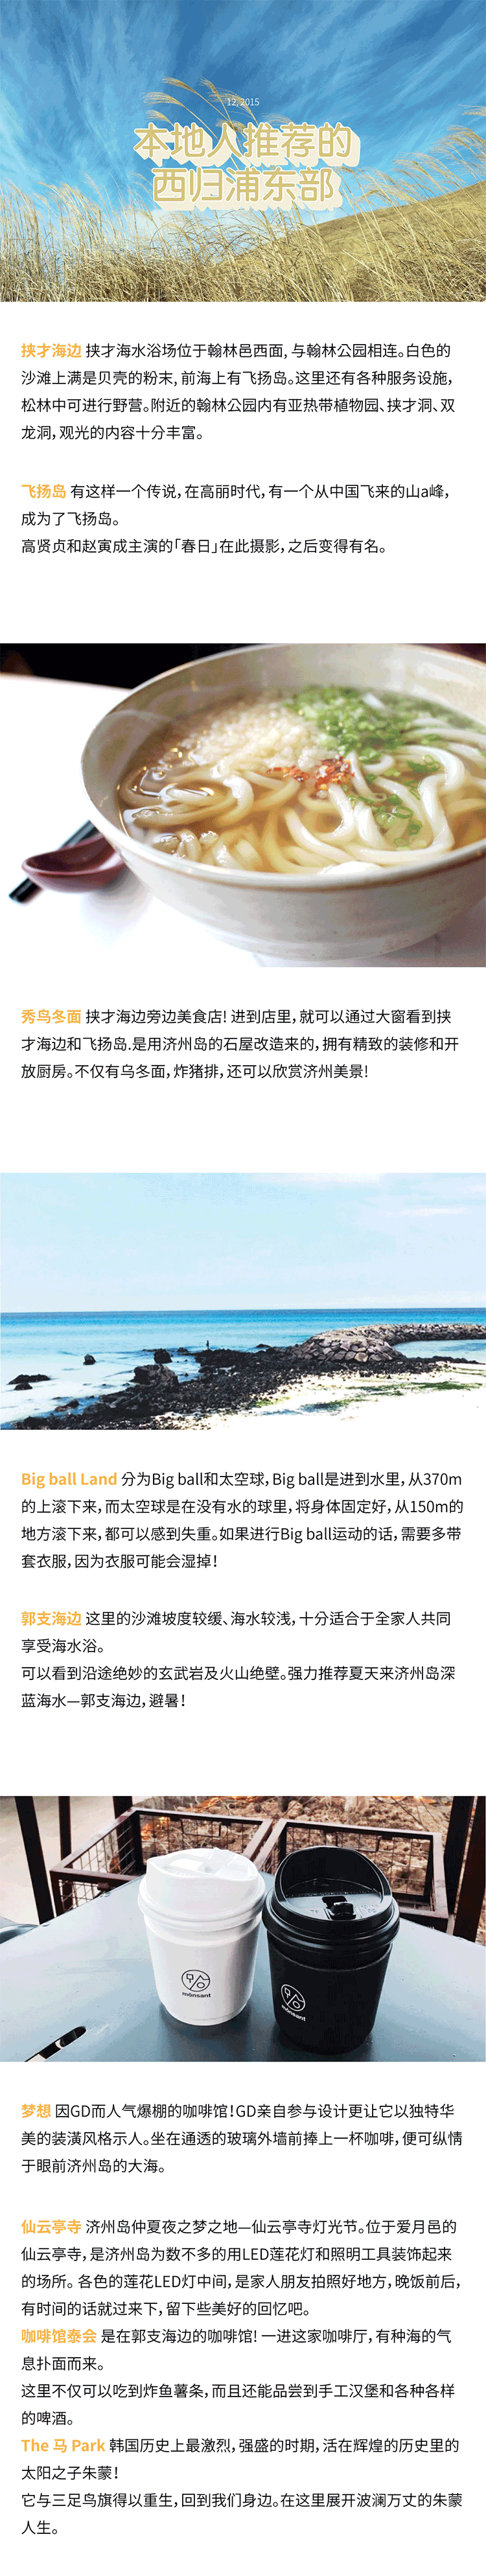 12, 2015
本地人推荐的
西归浦东部
挟才海边 挟才海水浴场位于翰林邑西面, 与翰林公园相连。白色的
沙滩上满是贝壳的粉末, 前海上有飞扬岛。这里还有各种服务设施,
松林中可进行野营。附近的翰林公园内有亚热带植物园、挟才洞、双
龙洞, 观光的内容十分丰富。
飞扬岛 有这样一个传说, 在高丽时代, 有一个从中国飞来的山a峰,
成为了飞扬岛。
高贤贞和赵寅成主演的「春日」在此摄影, 之后变得有名。
秀鸟冬面 挟才海边旁边美食店! 进到店里, 就可以通过大窗看到挟
才海边和飞扬岛.是用济州岛的石屋改造来的, 拥有精致的装修和开
放厨房。不仅有乌冬面, 炸猪排, 还可以欣赏济州美景!
Big ball Land 分为Big ball和太空球, Big ball是进到水里, 从370m
的上滚下来, 而太空球是在没有水的球里, 将身体固定好, 从150m的
地方滚下来, 都可以感到失重。如果进行Big ball运动的话, 需要多带
套衣服, 因为衣服可能会湿掉!
郭支海边 这里的沙滩坡度较缓、海水较浅, 十分适合于全家人共同
享受海水浴。
可以看到沿途绝妙的玄武岩及火山绝壁。强力推荐夏天来济州岛深
蓝海水—郭支海边, 避暑!
mónsant
mónsant
梦想 因GD而人气爆棚的咖啡馆!GD亲自参与设计更让它以独特华
美的装潢风格示人。坐在通透的玻璃外墙前捧上一杯咖啡, 便可纵情
于眼前济州岛的大海。
仙云亭寺 济州岛仲夏夜之梦之地—仙云亭寺灯光节。位于爱月邑的
仙云亭寺, 是济州岛为数不多的用LED莲花灯和照明工具装饰起来
的场所。 各色的莲花LED灯中间, 是家人朋友拍照好地方, 晚饭前后,
有时间的话就过来下, 留下些美好的回忆吧。
咖啡馆泰会 是在郭支海边的咖啡馆! 一进这家咖啡厅, 有种海的气
息扑面而来。
这里不仅可以吃到炸鱼薯条, 而且还能品尝到手工汉堡和各种各样
的啤酒。
The 马 Park 韩国历史上最激烈, 强盛的时期, 活在辉煌的历史里的
太阳之子朱蒙!
它与三足鸟旗得以重生, 回到我们身边。在这里展开波澜万丈的朱蒙
人生。